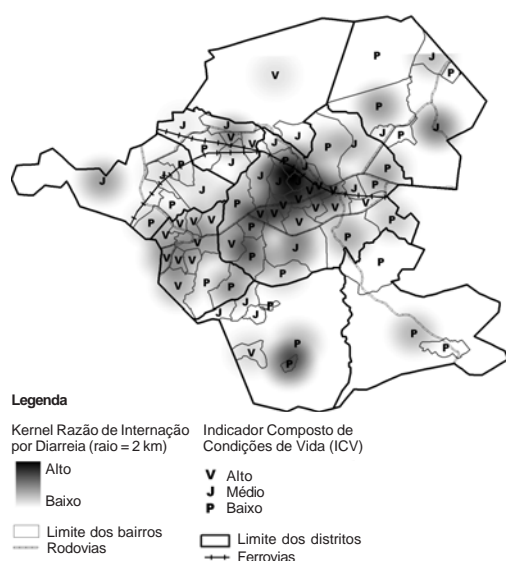 P
J
P
V
P
J
J J
J J
V
P
V
J P
P
J
P J
P
J
J
J
J
P
J
J
V V
J
P
P
V
V V
P
V V
V
V
P
V V V
P
V V
V
P
V
P
J
P
P
V V V
V
P
P
P
P
J
J
J
P
P
V
P
P
P
P
Legenda
Kernel Razão de Internação
por Diarreia (raio = 2 km)
Alto
Baixo
Limite dos bairros
Rodovias
Indicador Composto de
Condições de Vida (ICV)
V Alto
J Médio
P Baixo
Limite dos distritos
Ferrovias